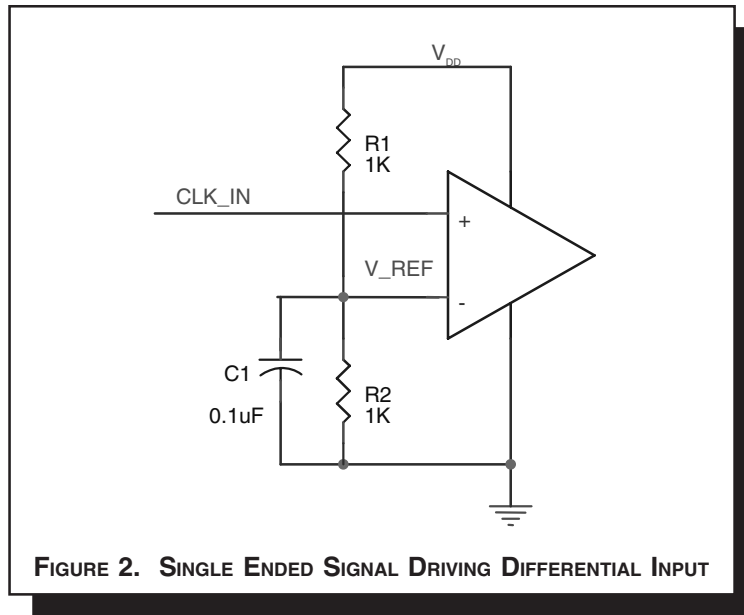 V_DD
R1
1K
CLK_IN
+
V_REF
-
C1
0.1uF
R2
1K
FIGURE 2. SINGLE ENDED SIGNAL DRIVING DIFFERENTIAL INPUT